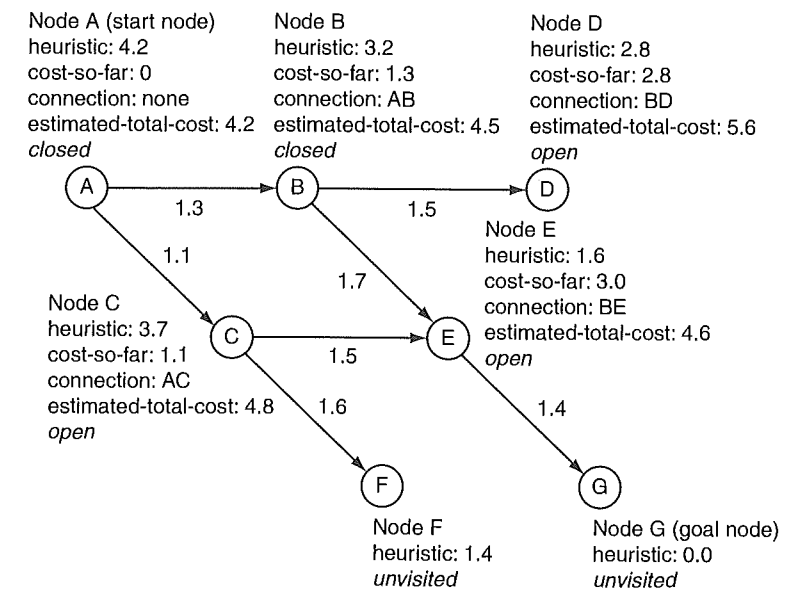 Node A (start node)
heuristic: 4.2
cost-so-far: 0
connection: none
estimated-total-cost: 4.2
closed
Node B
heuristic: 3.2
cost-so-far: 1.3
connection: AB
estimated-total-cost: 4.5
closed
Node D
heuristic: 2.8
cost-so-far: 2.8
connection: BD
estimated-total-cost: 5.6
open
A
1.3
B
1.5
D
1.1
1.7
Node E
heuristic: 1.6
cost-so-far: 3.0
connection: BE
estimated-total-cost: 4.6
open
Node C
heuristic: 3.7
cost-so-far: 1.1
connection: AC
estimated-total-cost: 4.8
open
C
1.5
E
1.6
1.4
F
G
Node F
heuristic: 1.4
unvisited
Node G (goal node)
heuristic: 0.0
unvisited